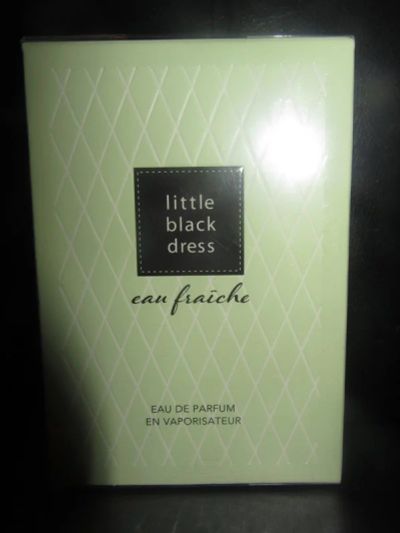 little
black
dress
eau fraîche
EAU DE PARFUM
EN VAPORISATEUR